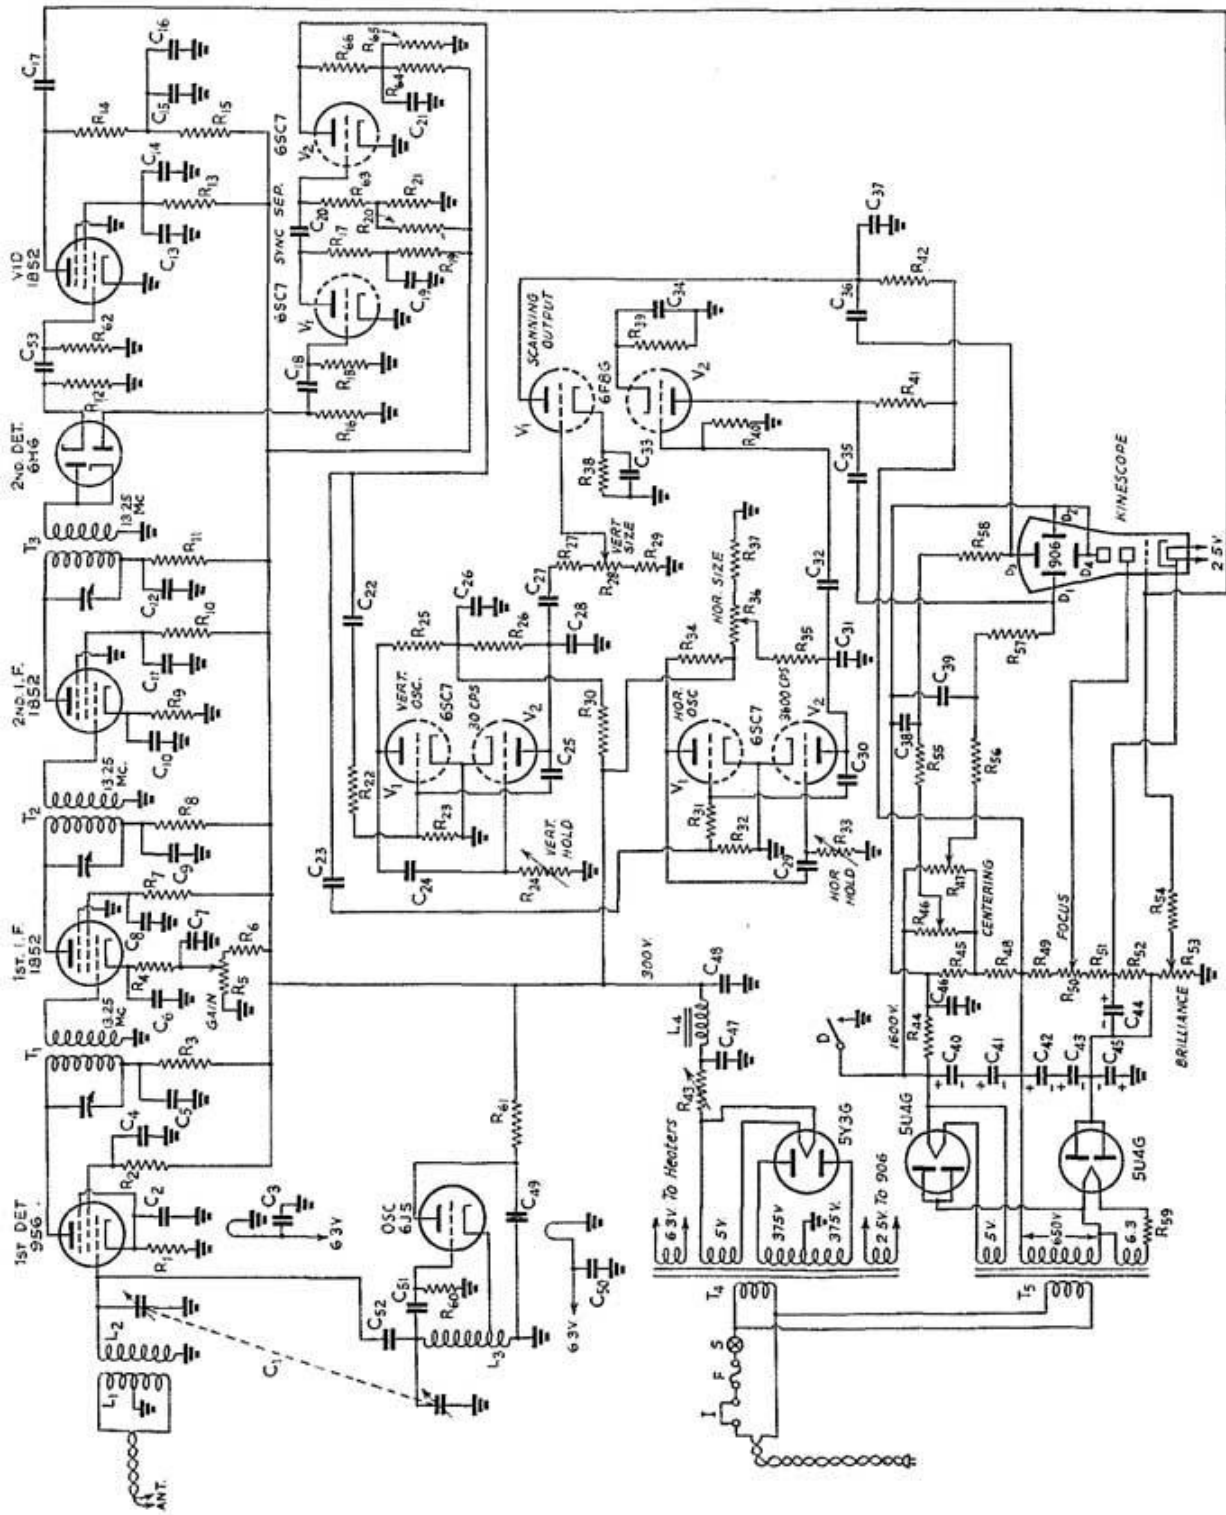 1ST DET
956
T1
1ST. I.F.
1852
T2
2ND. I.F.
1852
T3
2ND. DET.
6H6
VID
1852
C17
C53
R62
R12
R14
C15
C16
R15
C14
R13
C13
ANT.
L1
L2
C1
R1
C2
R2
C4
C5
R3
13.25
MC
C6
R4
C8
C7
R7
GAIN
R5
R6
C9
R8
13.25
MC.
C10
R9
C11
R10
C12
R11
13.25
MC.
C3
6 3V
C18
R18
R16
6SC7
V1
SYNC SEP.
C20
R17
C19
R19
R20
R63
R21
6SC7
V2
C21
R64
R65
R66
OSC
6J5
C52
C51
R60
L3
C49
R61
C50
6 3V
C23
C22
R22
R23
C24
R24
VERT.
HOLD
VERT.
OSC.
6SC7
30 CPS
V1
V2
C25
R25
R26
C26
C27
C28
R27
R28
R29
VERT
SIZE
R30
SCANNING
OUTPUT
V1
6F8G
V2
R38
C33
R39
C34
R40
HOR.
OSC
6SC7
3600 CPS
V1
V2
R31
R32
C29
R33
HOR
HOLD
C30
R34
R35
HOR. SIZE
R36
R37
C31
C32
C35
R41
C36
R42
C37
300V.
L4
C48
C47
R43
5Y3G
6 3V. To Heaters
5V.
375V
375V.
2 5V. To 906
T4
S
F
I
D
1600V.
5U4G
R44
C46
C40
C41
C42
C43
C45
C44
5V
650V
6.3
T5
R59
5U4G
R45
R46
R47
CENTERING
R48
R49
FOCUS
R50
R51
R52
R53
R54
BRILLIANCE
C38
C39
R55
R56
R57
R58
D1
D2
D3
D4
906
KINESCOPE
2 5V